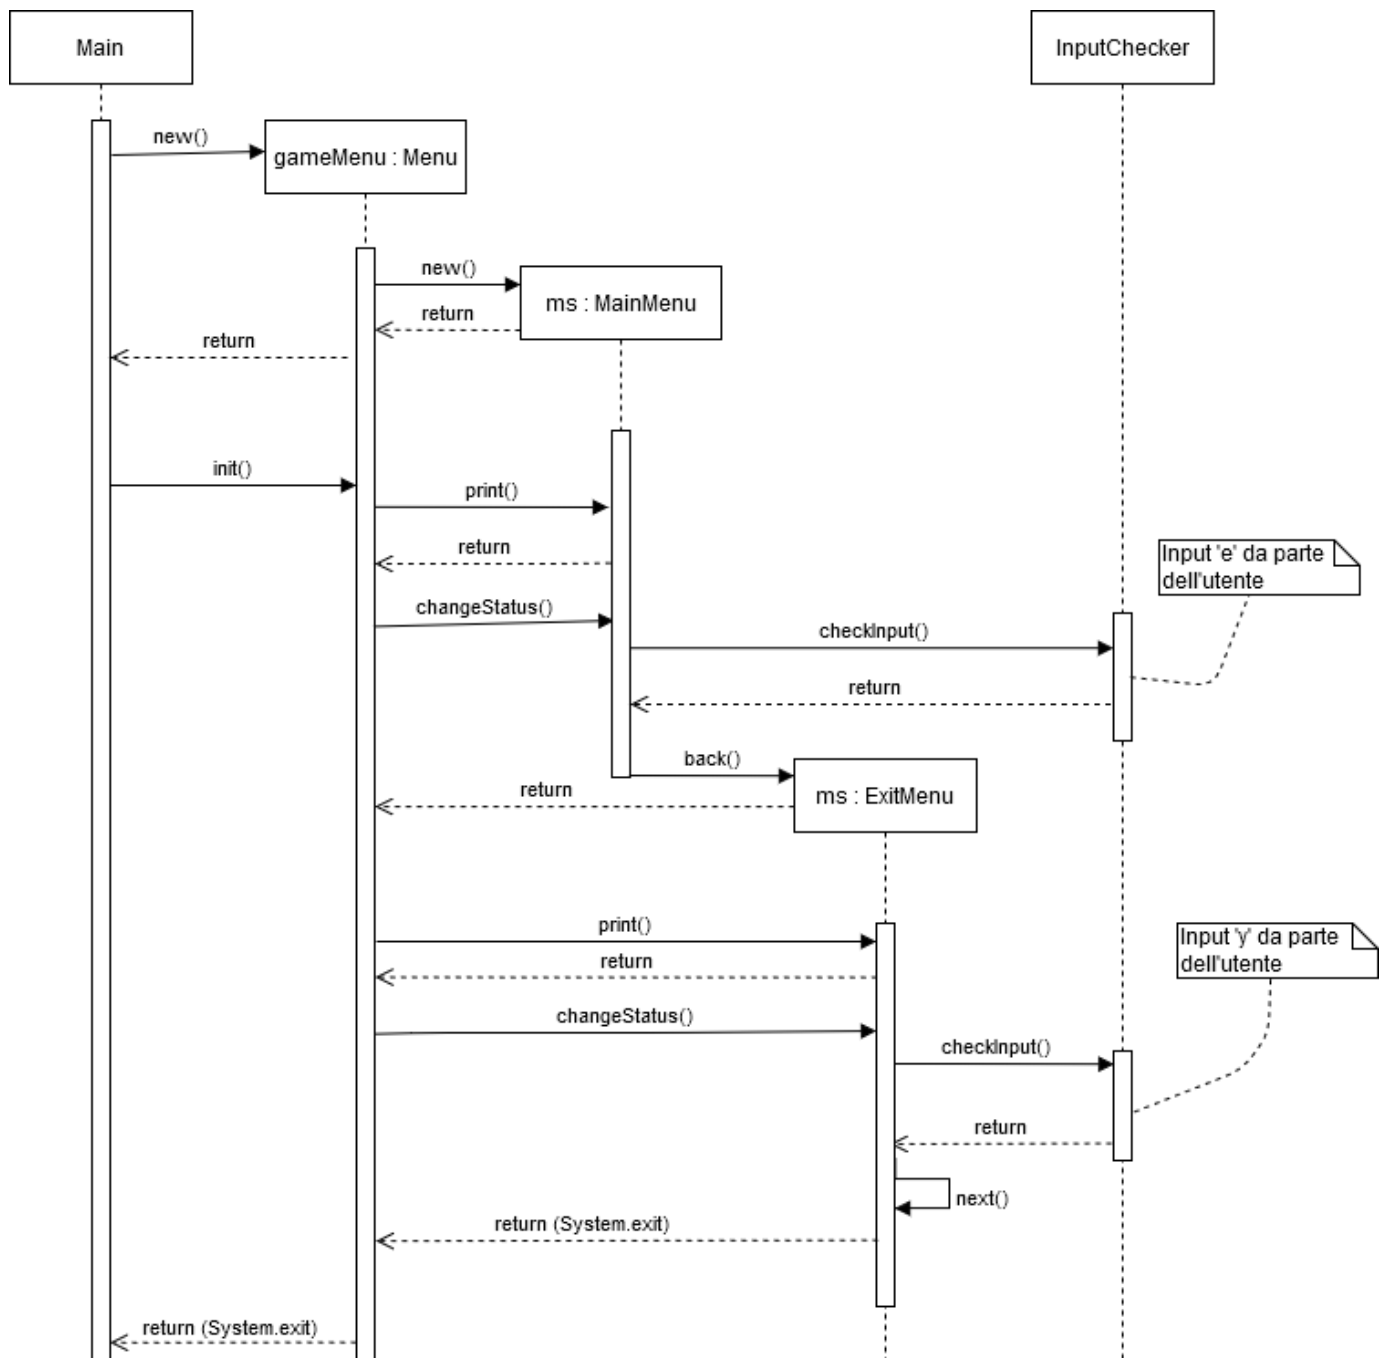 Main
InputChecker
new()
gameMenu : Menu
new()
ms : MainMenu
return
return
init()
print()
return
Input 'e' da parte
dell'utente
changeStatus()
checkInput()
return
back()
ms : ExitMenu
return
print()
Input 'y' da parte
dell'utente
return
changeStatus()
checkInput()
return
next()
return (System.exit)
return (System.exit)